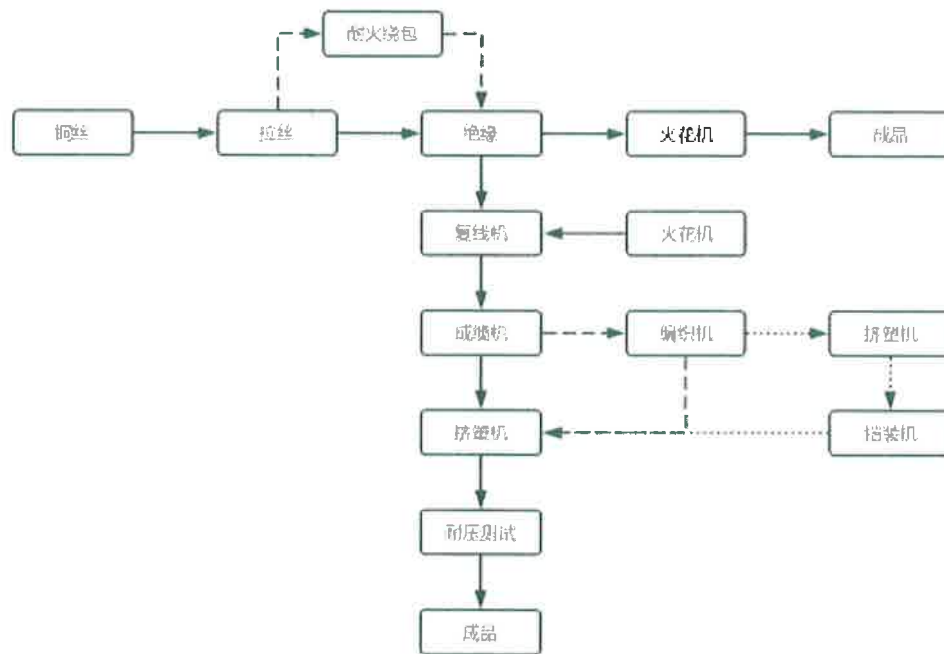 耐火绕包
铜丝
拉丝
绝缘
火花机
成品
复线机
火花机
成缆机
编织机
挤塑机
挤塑机
铠装机
耐压测试
成品